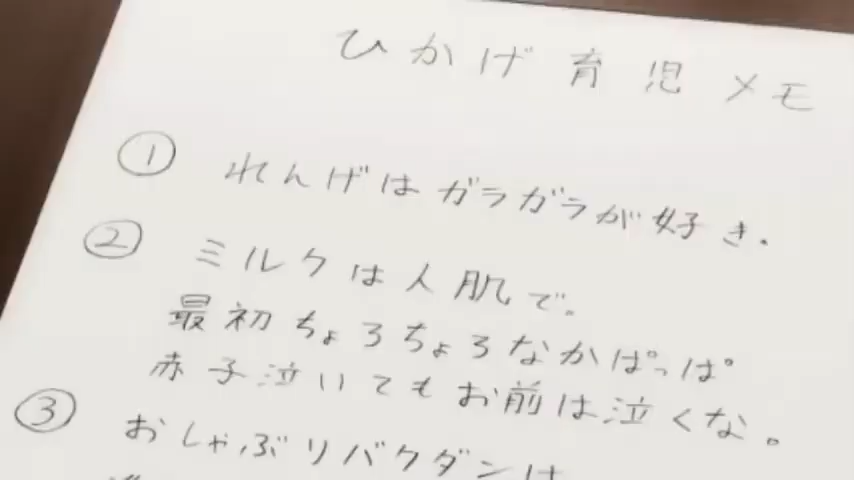 ひかげ育児メモ
① れんげはガラガラが好き.
② ミルクは人肌で。
最初ちょろちょろなかぱっぱ°
赤子泣いてもお前は泣くな。
③ おしゃぶりバクダンは